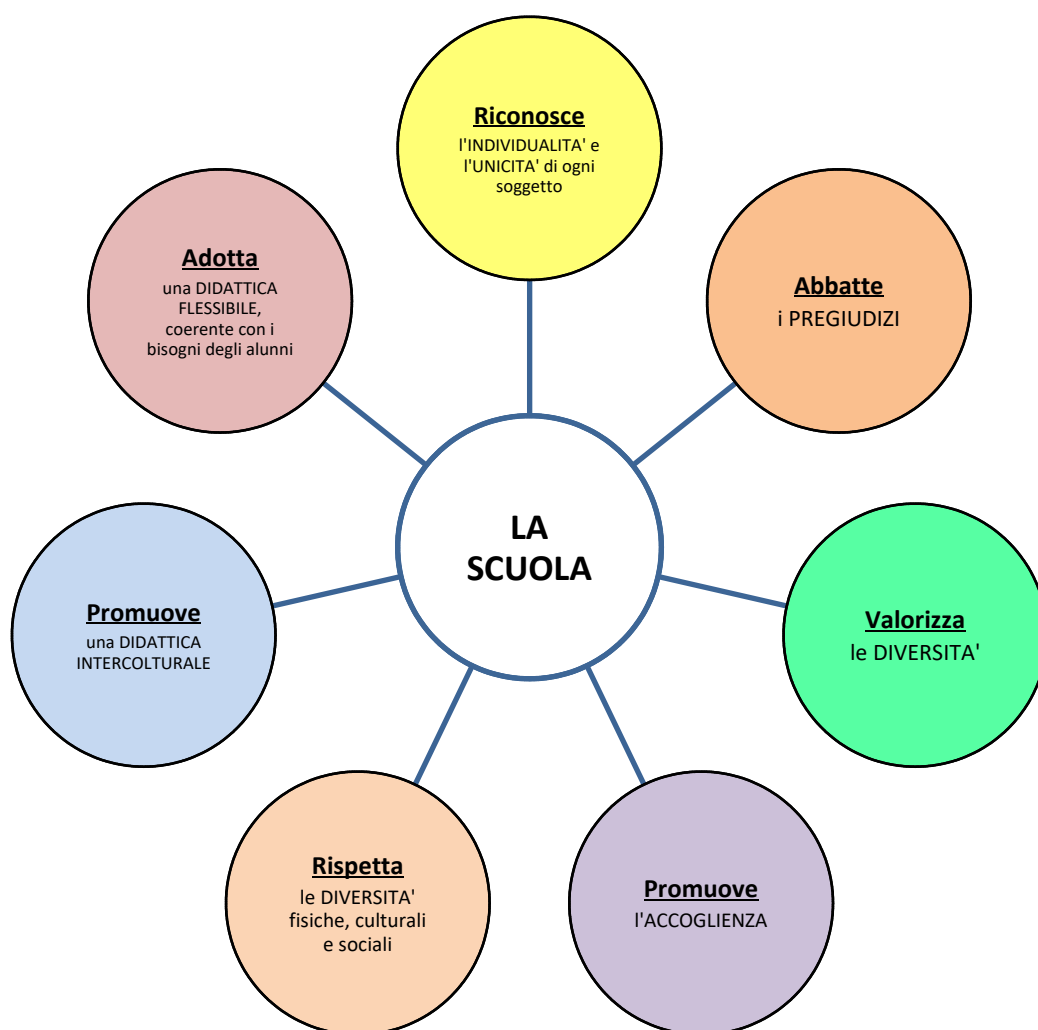 Riconosce
l'INDIVIDUALITA' e
l'UNICITA' di ogni
soggetto
Abbatte
i PREGIUDIZI
Valorizza
le DIVERSITA'
Promuove
l'ACCOGLIENZA
Rispetta
le DIVERSITA'
fisiche, culturali
e sociali
Promuove
una DIDATTICA
INTERCOLTURALE
Adotta
una DIDATTICA
FLESSIBILE,
coerente con i
bisogni degli alunni
LA
SCUOLA